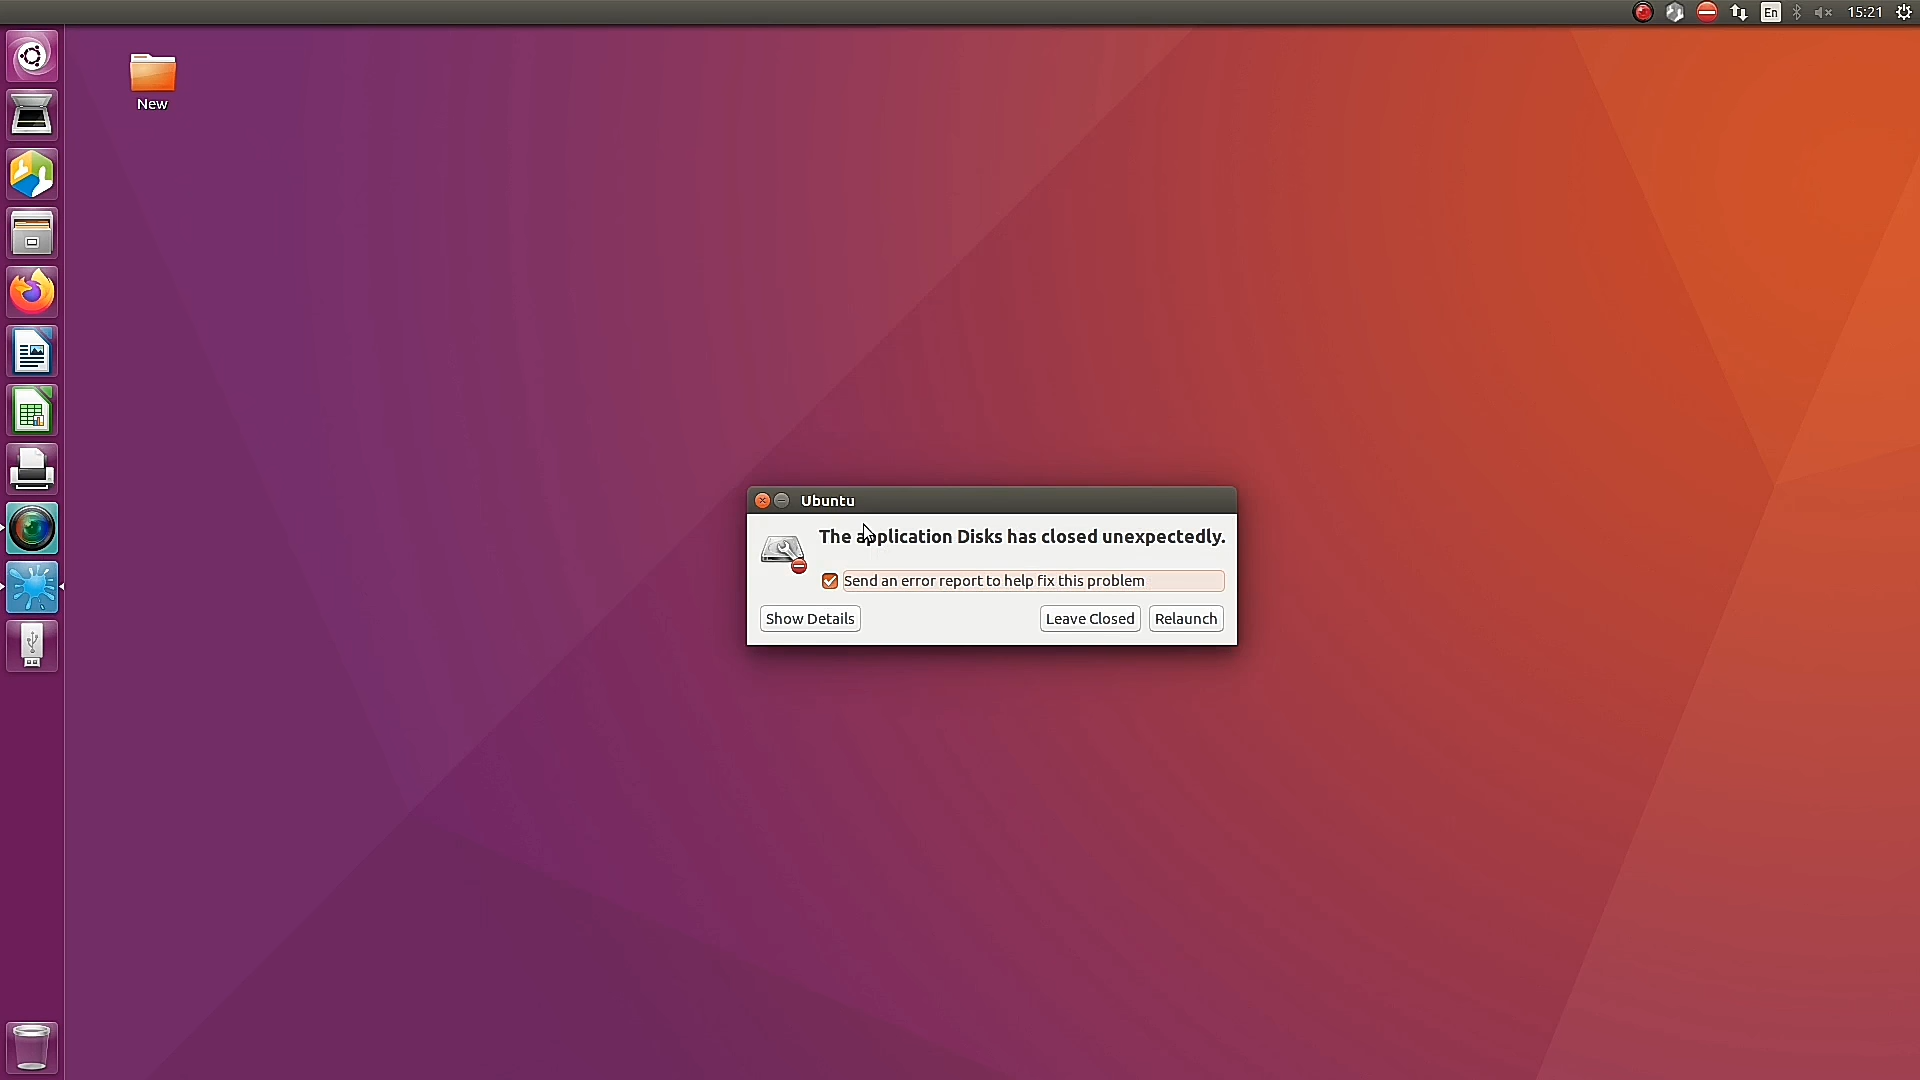 En
15:21
New
Ubuntu
The application Disks has closed unexpectedly.
Send an error report to help fix this problem
Show Details
Leave Closed
Relaunch